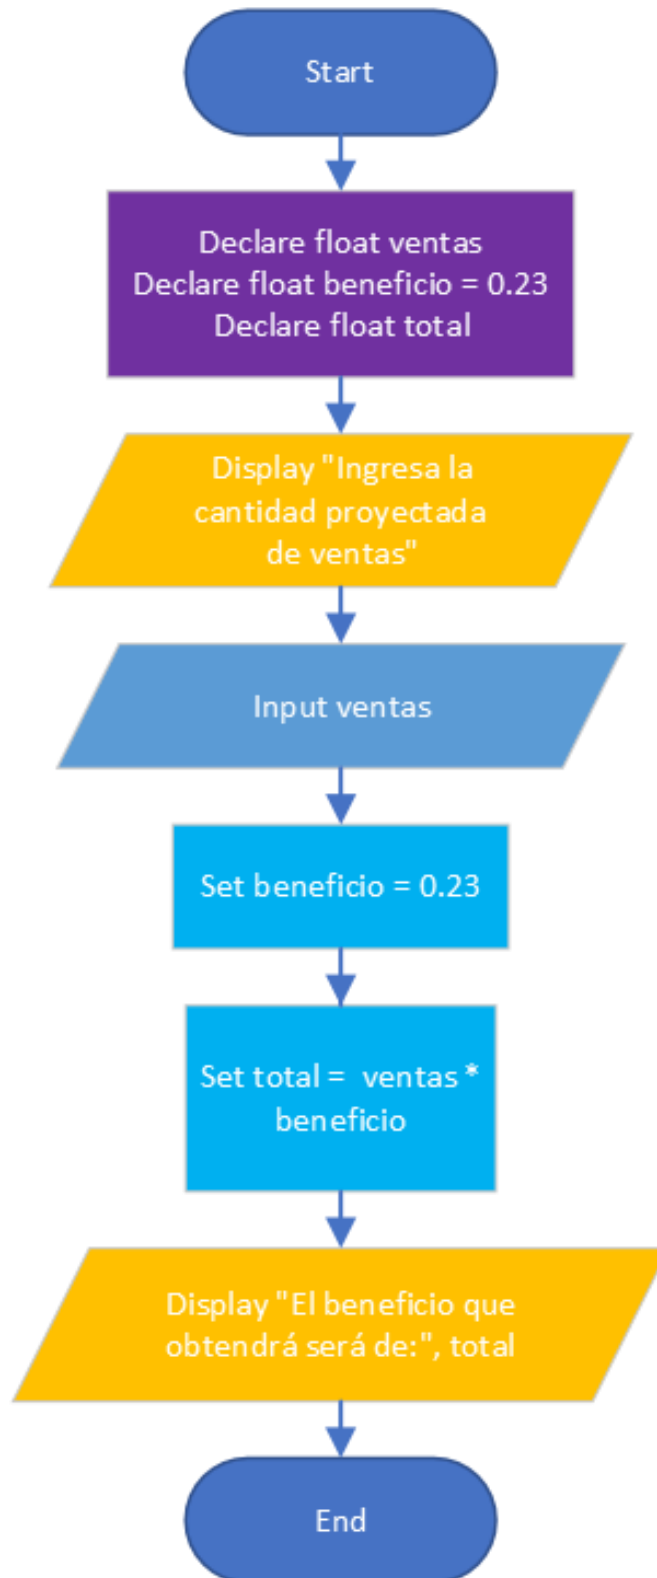 Start
Declare float ventas
Declare float beneficio = 0.23
Declare float total
Display "Ingresa la
cantidad proyectada
de ventas"
Input ventas
Set beneficio = 0.23
Set total =  ventas *
beneficio
Display "El beneficio que
obtendrá será de:", total
End